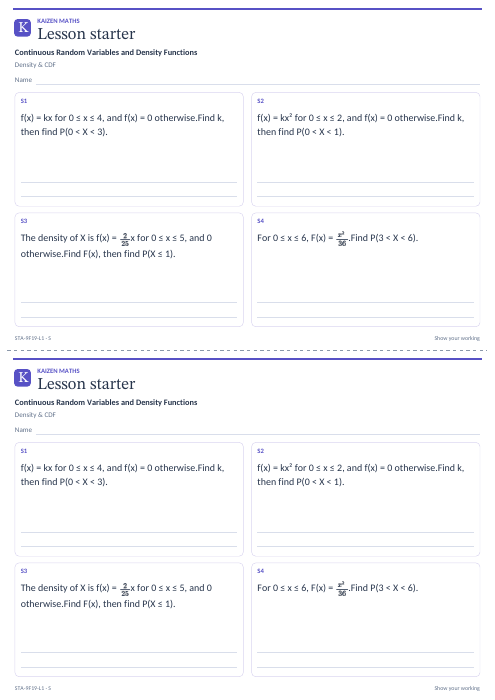 K
KAIZEN MATHS
Lesson starter
Continuous Random Variables and Density Functions
Density & CDF
Name
S1
f(x) = kx for 0 ≤ x ≤ 4, and f(x) = 0 otherwise.Find k,
then find P(0 < X < 3).
S2
f(x) = kx² for 0 ≤ x ≤ 2, and f(x) = 0 otherwise.Find k,
then find P(0 < X < 1).
S3
The density of X is f(x) = 2/25 x for 0 ≤ x ≤ 5, and 0
otherwise.Find F(x), then find P(X ≤ 1).
S4
For 0 ≤ x ≤ 6, F(x) = x²/36.Find P(3 < X < 6).
STA-9F19-L1 · S
Show your working
K
KAIZEN MATHS
Lesson starter
Continuous Random Variables and Density Functions
Density & CDF
Name
S1
f(x) = kx for 0 ≤ x ≤ 4, and f(x) = 0 otherwise.Find k,
then find P(0 < X < 3).
S2
f(x) = kx² for 0 ≤ x ≤ 2, and f(x) = 0 otherwise.Find k,
then find P(0 < X < 1).
S3
The density of X is f(x) = 2/25 x for 0 ≤ x ≤ 5, and 0
otherwise.Find F(x), then find P(X ≤ 1).
S4
For 0 ≤ x ≤ 6, F(x) = x²/36.Find P(3 < X < 6).
STA-9F19-L1 · S
Show your working